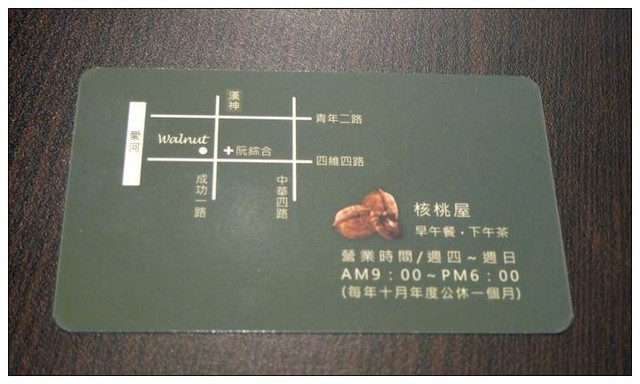 漢神
青年二路
愛河
Walnut
阮綜合
四維四路
成功一路
中華四路
核桃屋
早午餐·下午茶
營業時間/週四~週日
AM9:00~PM6:00
(每年十月年度公休一個月)